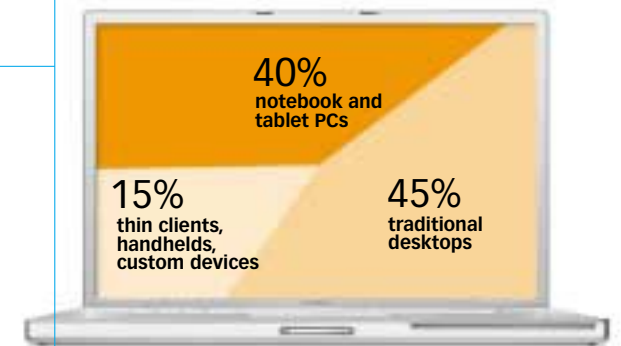 40%
notebook and
tablet PCs
15%
thin clients,
handhelds,
custom devices
45%
traditional
desktops